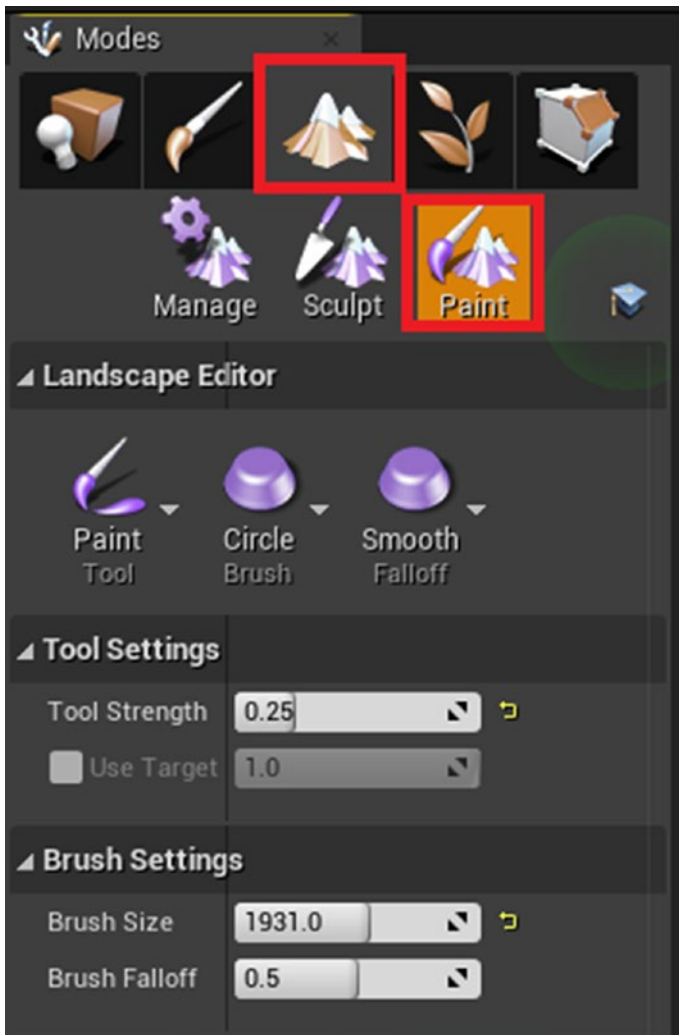 Modes
Manage Sculpt Paint
Landscape Editor
Paint Circle Smooth
Tool Brush Falloff
Tool Settings
Tool Strength 0.25
Use Target 1.0
Brush Settings
Brush Size 1931.0
Brush Falloff 0.5